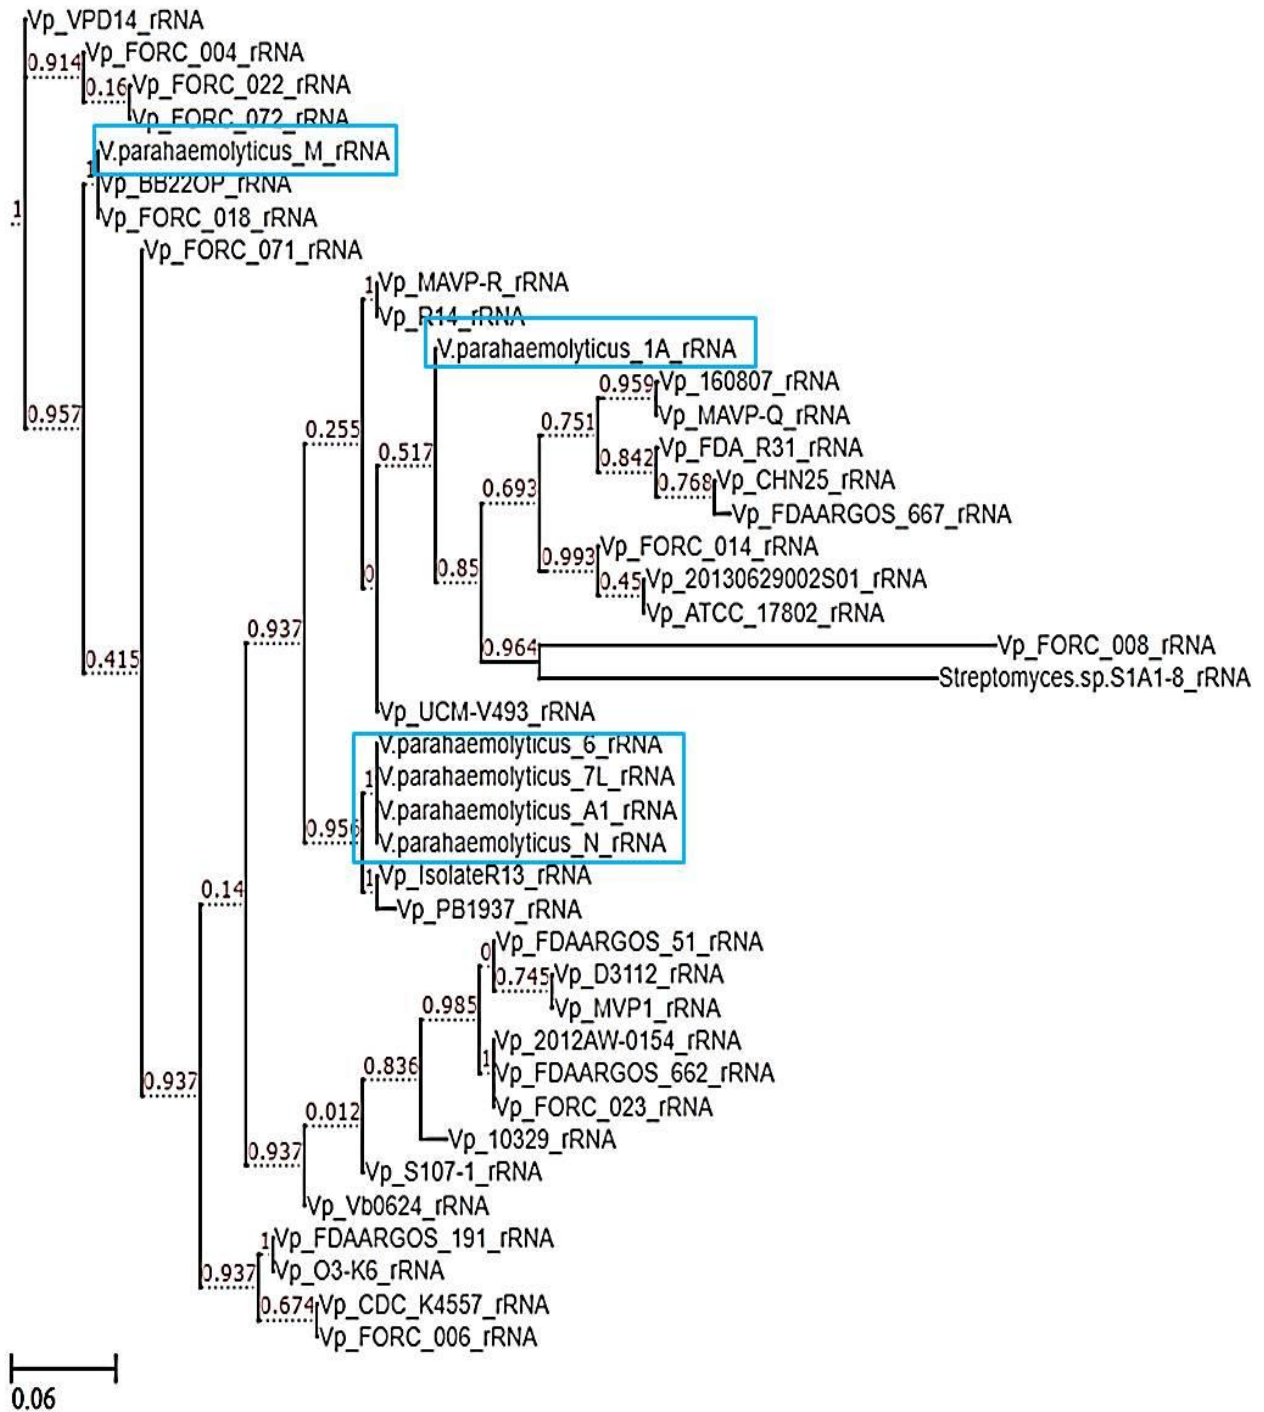 Vp_VPD14_rRNA
Vp_FORC_004_rRNA
0.914
Vp_FORC_022_rRNA
0.16
Vp_FORC_072_rRNA
V.parahaemolyticus_M_rRNA
1
Vp_BB22OP_rRNA
1
Vp_FORC_018_rRNA
Vp_FORC_071_rRNA
1
Vp_MAVP-R_rRNA
Vp_R14_rRNA
V.parahaemolyticus_1A_rRNA
0.959
Vp_160807_rRNA
0.957
Vp_MAVP-Q_rRNA
0.751
0.255
0.517
Vp_FDA_R31_rRNA
0.842
0.768
Vp_CHN25_rRNA
0.693
Vp_FDAARGOS_667_rRNA
Vp_FORC_014_rRNA
0.993
0
0.85
0.45
Vp_20130629002S01_rRNA
Vp_ATCC_17802_rRNA
0.937
0.964
Vp_FORC_008_rRNA
0.415
Streptomyces.sp.S1A1-8_rRNA
Vp_UCM-V493_rRNA
V.parahaemolyticus_6_rRNA
1
V.parahaemolyticus_7L_rRNA
V.parahaemolyticus_A1_rRNA
0.956
V.parahaemolyticus_N_rRNA
1
Vp_IsolateR13_rRNA
0.14
Vp_PB1937_rRNA
0
Vp_FDAARGOS_51_rRNA
0.745
Vp_D3112_rRNA
0.985
Vp_MVP1_rRNA
Vp_2012AW-0154_rRNA
1
0.836
Vp_FDAARGOS_662_rRNA
0.937
Vp_FORC_023_rRNA
0.012
Vp_10329_rRNA
0.937
Vp_S107-1_rRNA
Vp_Vb0624_rRNA
1
Vp_FDAARGOS_191_rRNA
0.937
Vp_O3-K6_rRNA
0.674
Vp_CDC_K4557_rRNA
Vp_FORC_006_rRNA
0.06